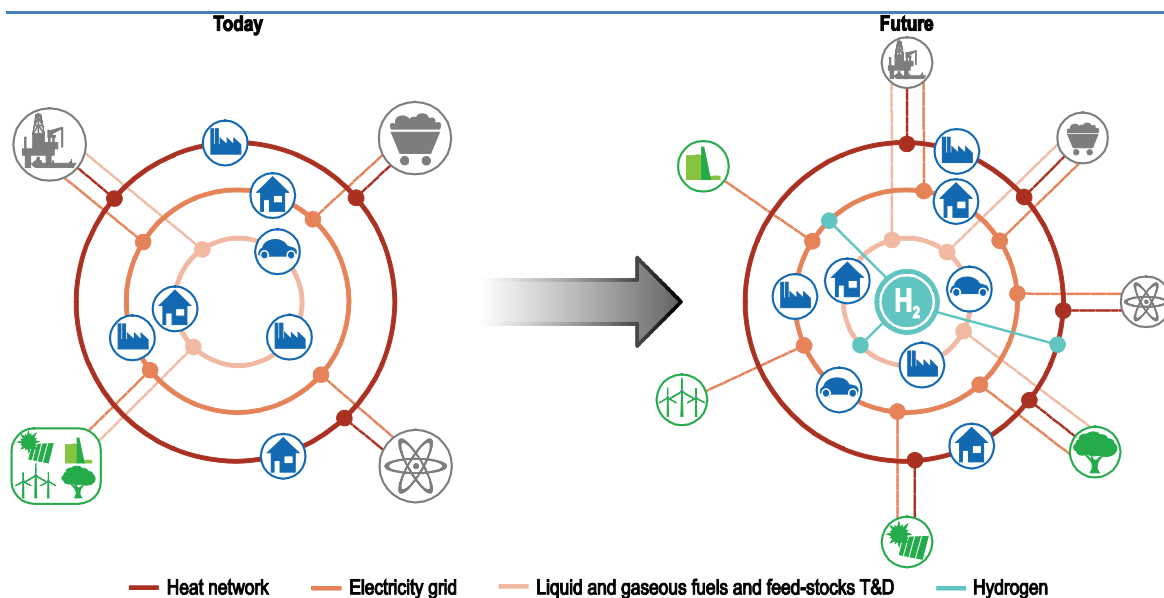 Today
Future
H2
Heat network
Electricity grid
Liquid and gaseous fuels and feed-stocks T&D
Hydrogen